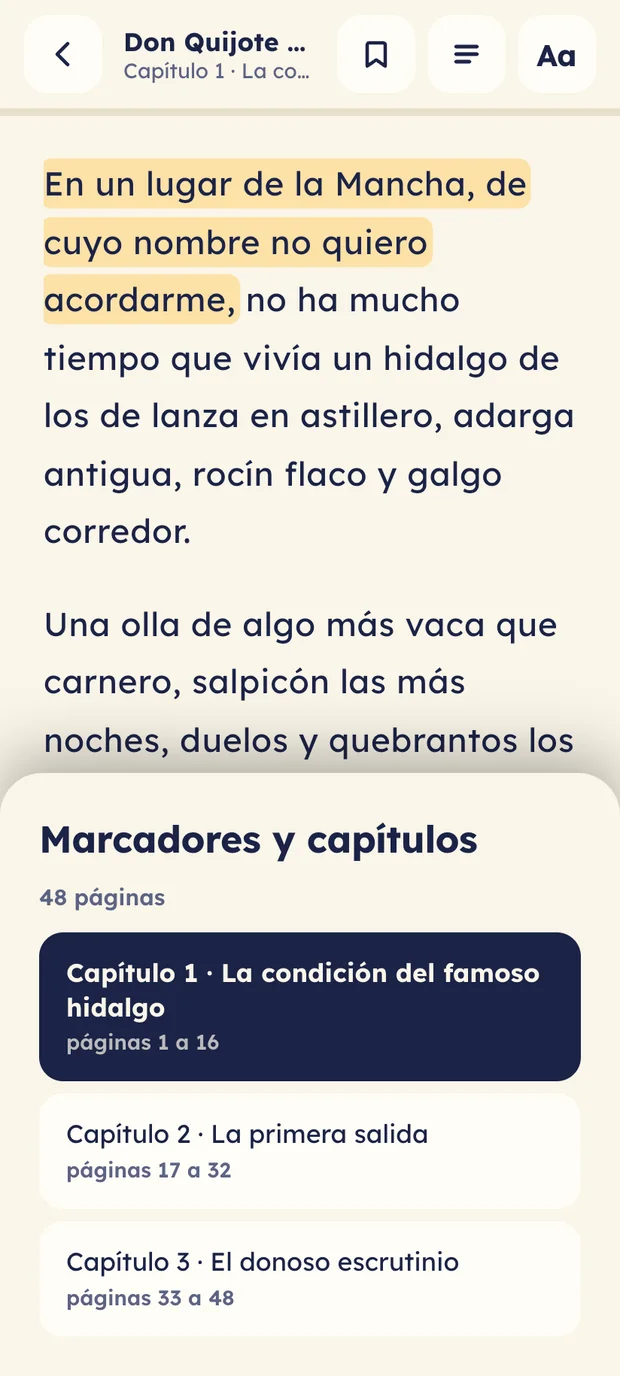 Don Quijote ...
Capítulo 1 · La co...
Aa
En un lugar de la Mancha, de
cuyo nombre no quiero
acordarme, no ha mucho
tiempo que vivía un hidalgo de
los de lanza en astillero, adarga
antigua, rocín flaco y galgo
corredor.
Una olla de algo más vaca que
carnero, salpicón las más
noches, duelos y quebrantos los
Marcadores y capítulos
48 páginas
Capítulo 1 · La condición del famoso
hidalgo
páginas 1 a 16
Capítulo 2 · La primera salida
páginas 17 a 32
Capítulo 3 · El donoso escrutinio
páginas 33 a 48